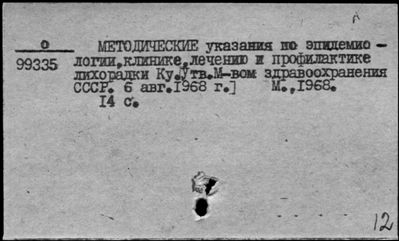 о МЕТОДИЧЕСКИЕ указания по эпидемио -
99335 логии,клинике,лечению и профилактике
лихорадки Ку.Утв.М-вом здравоохранения
СССР. 6 авг.1968 г.] М.,1968.
14 с.
12